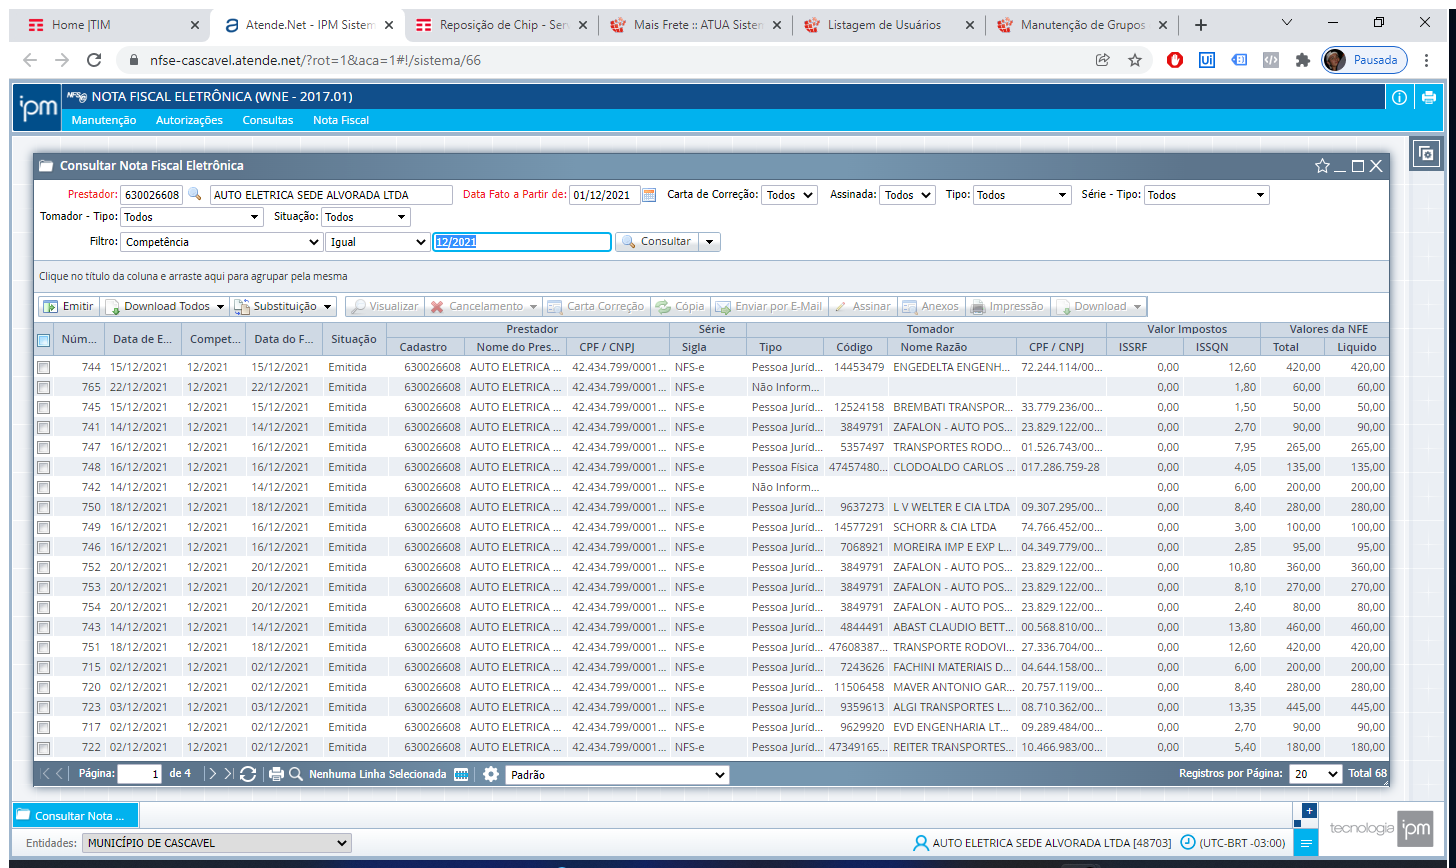 Home |TIM
Atende.Net - IPM Sistem
Reposição de Chip - Serv
Mais Frete :: ATUA Sistem
Listagem de Usuários
Manutenção de Grupos
nfse-cascavel.atende.net/?rot=1&aca=1#!/sistema/66
Pausada
ipm NFS-e NOTA FISCAL ELETRÔNICA (WNE - 2017.01)
Manutenção Autorizações Consultas Nota Fiscal
Consultar Nota Fiscal Eletrônica
Prestador: 630026608 AUTO ELETRICA SEDE ALVORADA LTDA Data Fato a Partir de: 01/12/2021 Carta de Correção: Todos Assinada: Todos Tipo: Todos Série - Tipo: Todos
Tomador - Tipo: Todos Situação: Todos
Filtro: Competência Igual 12/2021 Consultar
Clique no título da coluna e arraste aqui para agrupar pela mesma
Emitir Download Todos Substituição Visualizar Cancelamento Carta Correção Cópia Enviar por E-Mail Assinar Anexos Impressão Download
Prestador Série Tomador Valor Impostos Valores da NFE
Núm... Data de E... Compet... Data do F... Situação Cadastro Nome do Pres... CPF / CNPJ Sigla Tipo Código Nome Razão CPF / CNPJ ISSRF ISSQN Total Liquido
744 15/12/2021 12/2021 15/12/2021 Emitida 630026608 AUTO ELETRICA ... 42.434.799/0001... NFS-e Pessoa Juríd... 14453479 ENGEDELTA ENGENH... 72.244.114/00... 0,00 12,60 420,00 420,00
765 22/12/2021 12/2021 22/12/2021 Emitida 630026608 AUTO ELETRICA ... 42.434.799/0001... NFS-e Não Inform... 0,00 1,80 60,00 60,00
745 15/12/2021 12/2021 15/12/2021 Emitida 630026608 AUTO ELETRICA ... 42.434.799/0001... NFS-e Pessoa Juríd... 12524158 BREMBATI TRANSPOR... 33.779.236/00... 0,00 1,50 50,00 50,00
741 14/12/2021 12/2021 14/12/2021 Emitida 630026608 AUTO ELETRICA ... 42.434.799/0001... NFS-e Pessoa Juríd... 3849791 ZAFALON - AUTO POS... 23.829.122/00... 0,00 2,70 90,00 90,00
747 16/12/2021 12/2021 16/12/2021 Emitida 630026608 AUTO ELETRICA ... 42.434.799/0001... NFS-e Pessoa Juríd... 5357497 TRANSPORTES RODO... 01.526.743/00... 0,00 7,95 265,00 265,00
748 16/12/2021 12/2021 16/12/2021 Emitida 630026608 AUTO ELETRICA ... 42.434.799/0001... NFS-e Pessoa Física 47457480... CLODOALDO CARLOS ... 017.286.759-28 0,00 4,05 135,00 135,00
742 14/12/2021 12/2021 14/12/2021 Emitida 630026608 AUTO ELETRICA ... 42.434.799/0001... NFS-e Não Inform... 0,00 6,00 200,00 200,00
750 18/12/2021 12/2021 18/12/2021 Emitida 630026608 AUTO ELETRICA ... 42.434.799/0001... NFS-e Pessoa Juríd... 9637273 L V WELTER E CIA LTDA 09.307.295/00... 0,00 8,40 280,00 280,00
749 16/12/2021 12/2021 16/12/2021 Emitida 630026608 AUTO ELETRICA ... 42.434.799/0001... NFS-e Pessoa Juríd... 14577291 SCHORR & CIA LTDA 74.766.452/00... 0,00 3,00 100,00 100,00
746 16/12/2021 12/2021 16/12/2021 Emitida 630026608 AUTO ELETRICA ... 42.434.799/0001... NFS-e Pessoa Juríd... 7068921 MOREIRA IMP E EXP L... 04.349.779/00... 0,00 2,85 95,00 95,00
752 20/12/2021 12/2021 20/12/2021 Emitida 630026608 AUTO ELETRICA ... 42.434.799/0001... NFS-e Pessoa Juríd... 3849791 ZAFALON - AUTO POS... 23.829.122/00... 0,00 10,80 360,00 360,00
753 20/12/2021 12/2021 20/12/2021 Emitida 630026608 AUTO ELETRICA ... 42.434.799/0001... NFS-e Pessoa Juríd... 3849791 ZAFALON - AUTO POS... 23.829.122/00... 0,00 8,10 270,00 270,00
754 20/12/2021 12/2021 20/12/2021 Emitida 630026608 AUTO ELETRICA ... 42.434.799/0001... NFS-e Pessoa Juríd... 3849791 ZAFALON - AUTO POS... 23.829.122/00... 0,00 2,40 80,00 80,00
743 14/12/2021 12/2021 14/12/2021 Emitida 630026608 AUTO ELETRICA ... 42.434.799/0001... NFS-e Pessoa Juríd... 4844491 ABAST CLAUDIO BETT... 00.568.810/00... 0,00 13,80 460,00 460,00
751 18/12/2021 12/2021 18/12/2021 Emitida 630026608 AUTO ELETRICA ... 42.434.799/0001... NFS-e Pessoa Juríd... 47608387... TRANSPORTE RODOVI... 27.336.704/00... 0,00 12,60 420,00 420,00
715 02/12/2021 12/2021 02/12/2021 Emitida 630026608 AUTO ELETRICA ... 42.434.799/0001... NFS-e Pessoa Juríd... 7243626 FACHINI MATERIAIS D... 04.644.158/00... 0,00 6,00 200,00 200,00
720 02/12/2021 12/2021 02/12/2021 Emitida 630026608 AUTO ELETRICA ... 42.434.799/0001... NFS-e Pessoa Juríd... 11506458 MAVER ANTONIO GAR... 20.757.119/00... 0,00 8,40 280,00 280,00
723 03/12/2021 12/2021 03/12/2021 Emitida 630026608 AUTO ELETRICA ... 42.434.799/0001... NFS-e Pessoa Juríd... 9359613 ALGI TRANSPORTES L... 08.710.362/00... 0,00 13,35 445,00 445,00
717 02/12/2021 12/2021 02/12/2021 Emitida 630026608 AUTO ELETRICA ... 42.434.799/0001... NFS-e Pessoa Juríd... 9629920 EVD ENGENHARIA LT... 09.289.484/00... 0,00 2,70 90,00 90,00
722 02/12/2021 12/2021 02/12/2021 Emitida 630026608 AUTO ELETRICA ... 42.434.799/0001... NFS-e Pessoa Juríd... 47349165... REITER TRANSPORTES... 10.466.983/00... 0,00 5,40 180,00 180,00
Página: 1 de 4 Nenhuma Linha Selecionada Padrão Registros por Página: 20 Total 68
Consultar Nota ...
Entidades: MUNICÍPIO DE CASCAVEL AUTO ELETRICA SEDE ALVORADA LTDA [48703] (UTC-BRT -03:00) tecnologia ipm